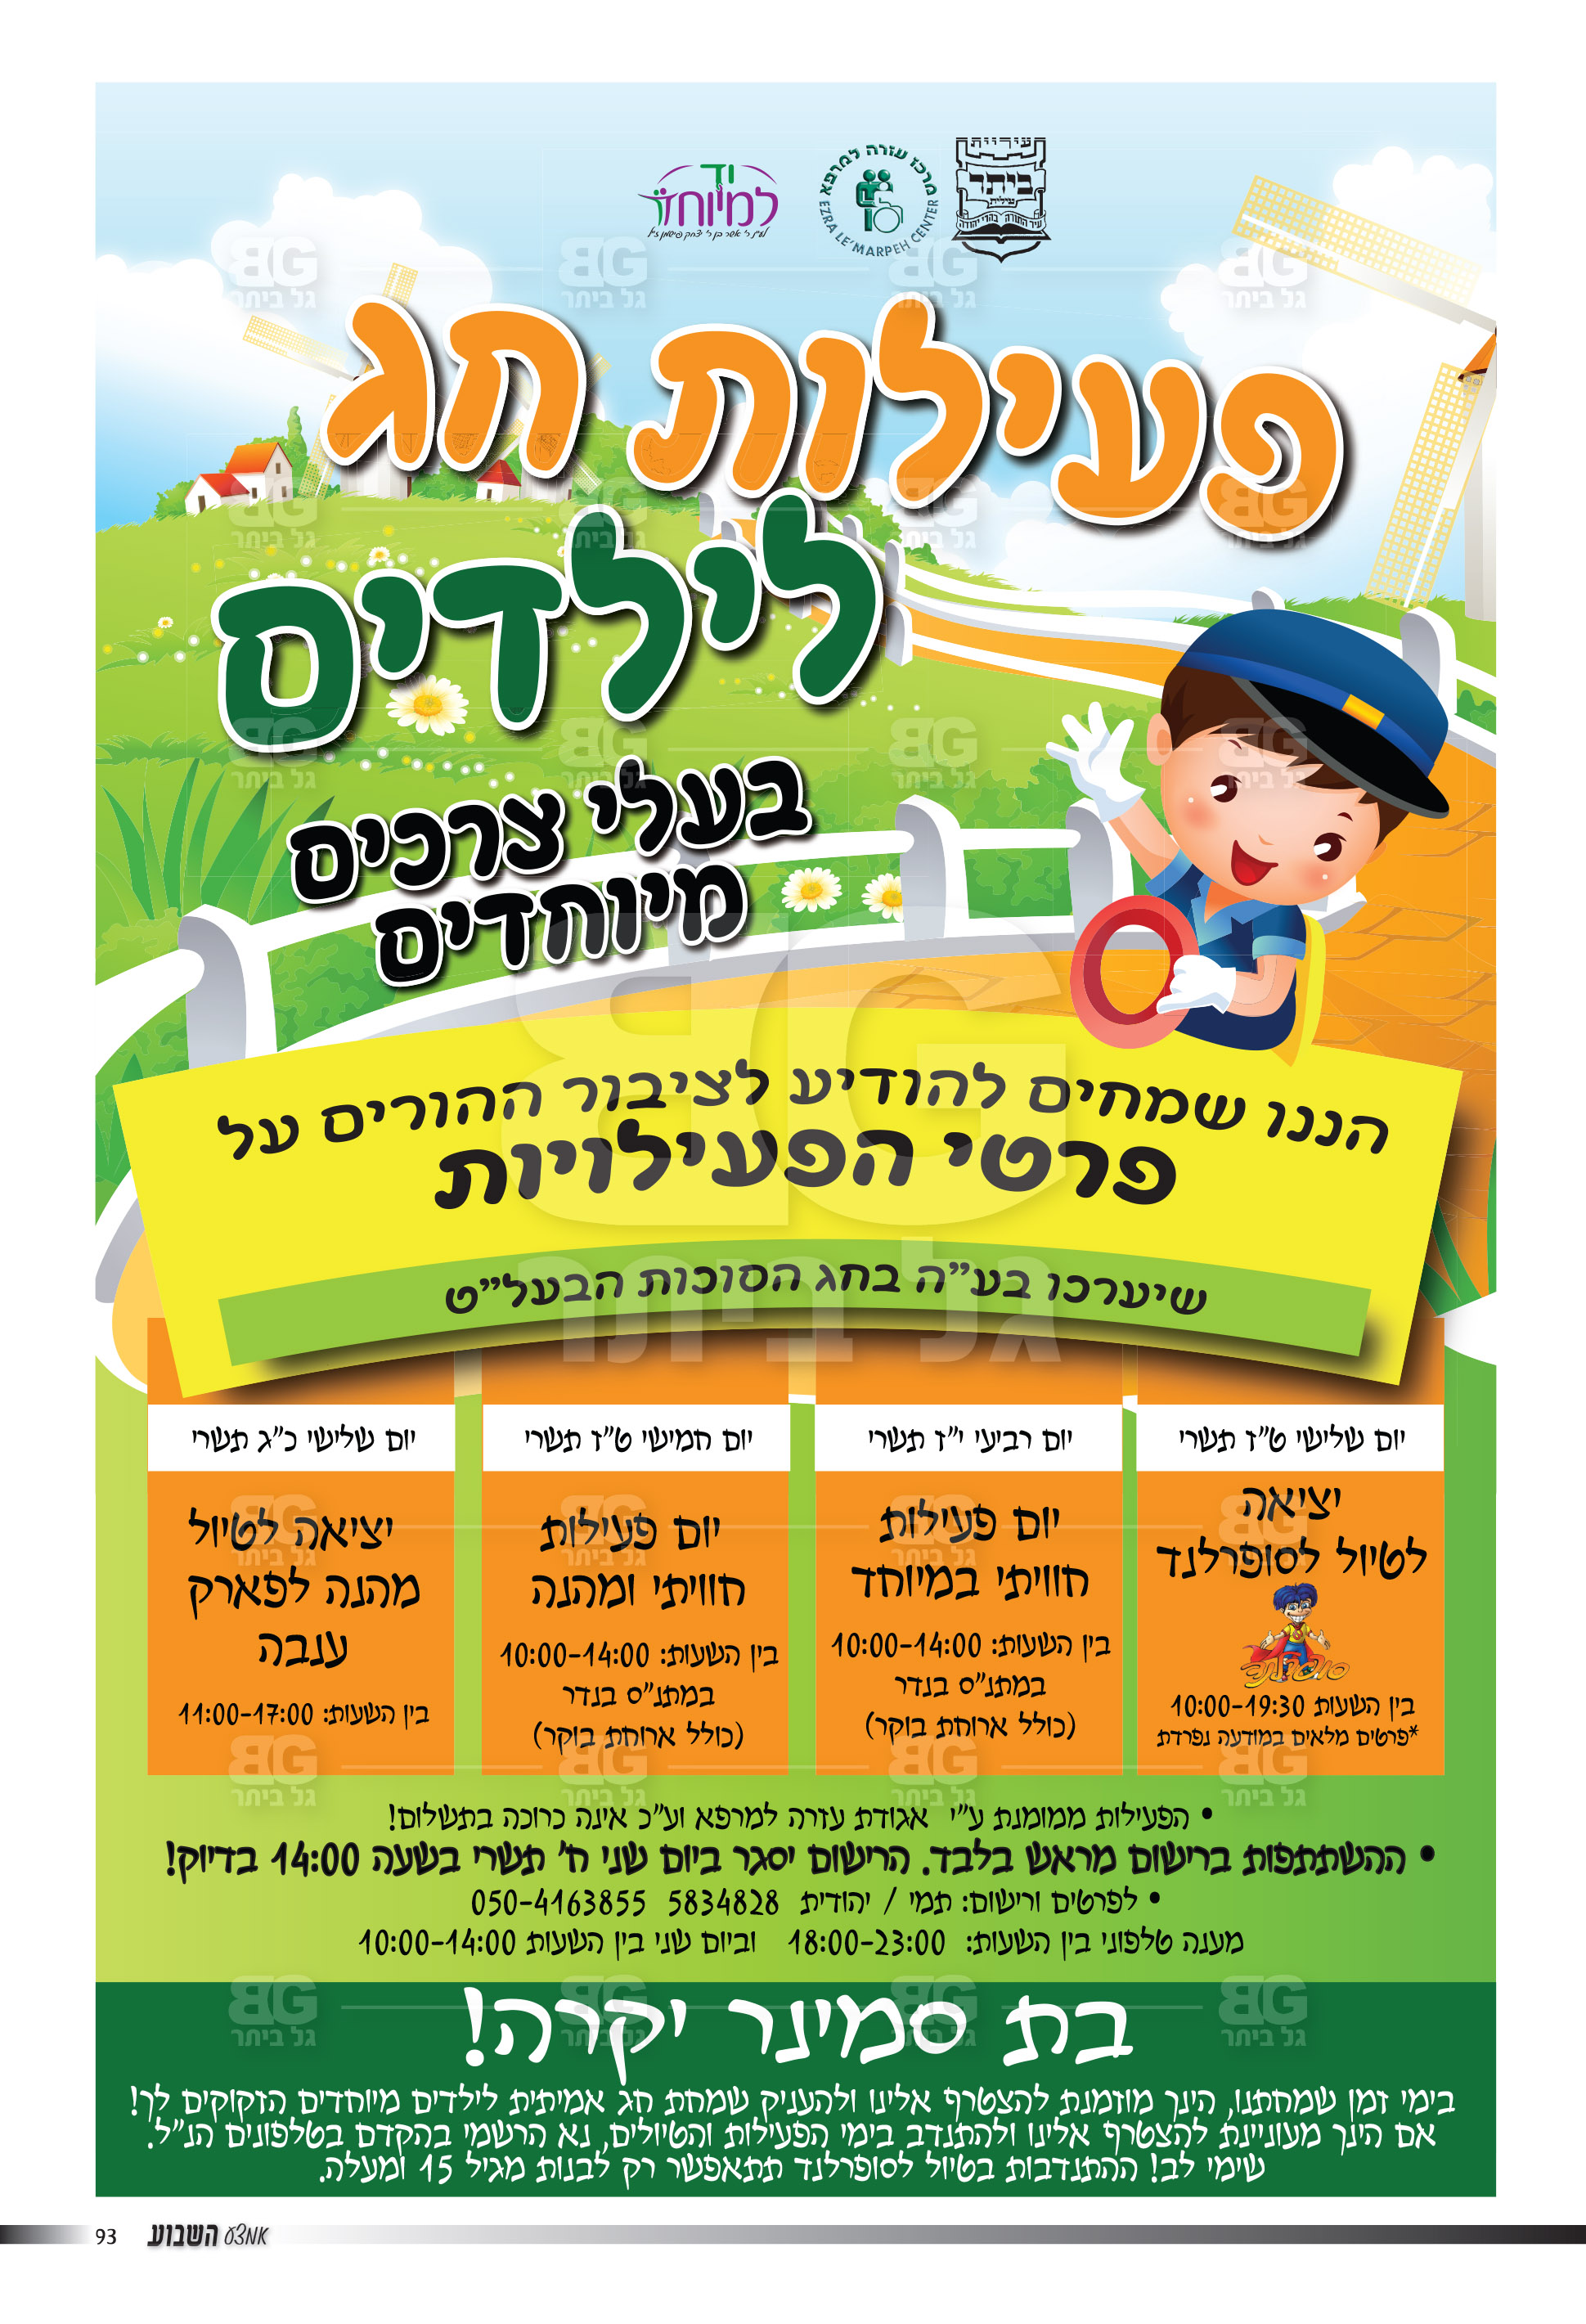 עיריית
ביתר
עילית
עיר התורה בהרי יהודה
מרכז עזרה למרפא
EZRA LE'MARPEH CENTER
יד
למיוחד
פעילות חג
לילדים
בעלי צרכים
מיוחדים
הננו שמחים להודיע לציבור ההורים על
פרטי הפעילויות
שיערכו בע"ה בחג הסוכות הבעל"ט
יום שלישי ט"ז תשרי
יציאה
לטיול לסופרלנד
סופרלנד
בין השעות 10:00-19:30
*פרטים מלאים במודעה נפרדת
יום רביעי י"ז תשרי
יום פעילות
חוויתי במיוחד
בין השעות: 10:00-14:00
במתנ"ס בנדר
(כולל ארוחת בוקר)
יום חמישי ט"ז תשרי
יום פעילות
חוויתי ומהנה
בין השעות: 10:00-14:00
במתנ"ס בנדר
(כולל ארוחת בוקר)
יום שלישי כ"ג תשרי
יציאה לטיול
מהנה לפארק
ענבה
בין השעות: 11:00-17:00
• הפעילות ממומנת ע"י אגודת עזרה למרפא וע"כ אינה כרוכה בתשלום!
• ההשתתפות ברישום מראש בלבד. הרישום יסגר ביום שני ח' תשרי בשעה 14:00 בדיוק!
• לפרטים ורישום: תמי / יהודית 5834828 050-4163855
מענה טלפוני בין השעות: 18:00-23:00 וביום שני בין השעות 10:00-14:00
בת סמינר יקרה!
בימי זמן שמחתנו, הינך מוזמנת להצטרף אלינו ולהעניק שמחת חג אמיתית לילדים מיוחדים הזקוקים לך!
אם הינך מעוניינת להצטרף אלינו ולהתנדב בימי הפעילות והטיולים, נא הרשמי בהקדם בטלפונים הנ"ל.
שימי לב! ההתנדבות בטיול לסופרלנד תתאפשר רק לבנות מגיל 15 ומעלה.
93 אמצע השבוע
BG
גל ביתר